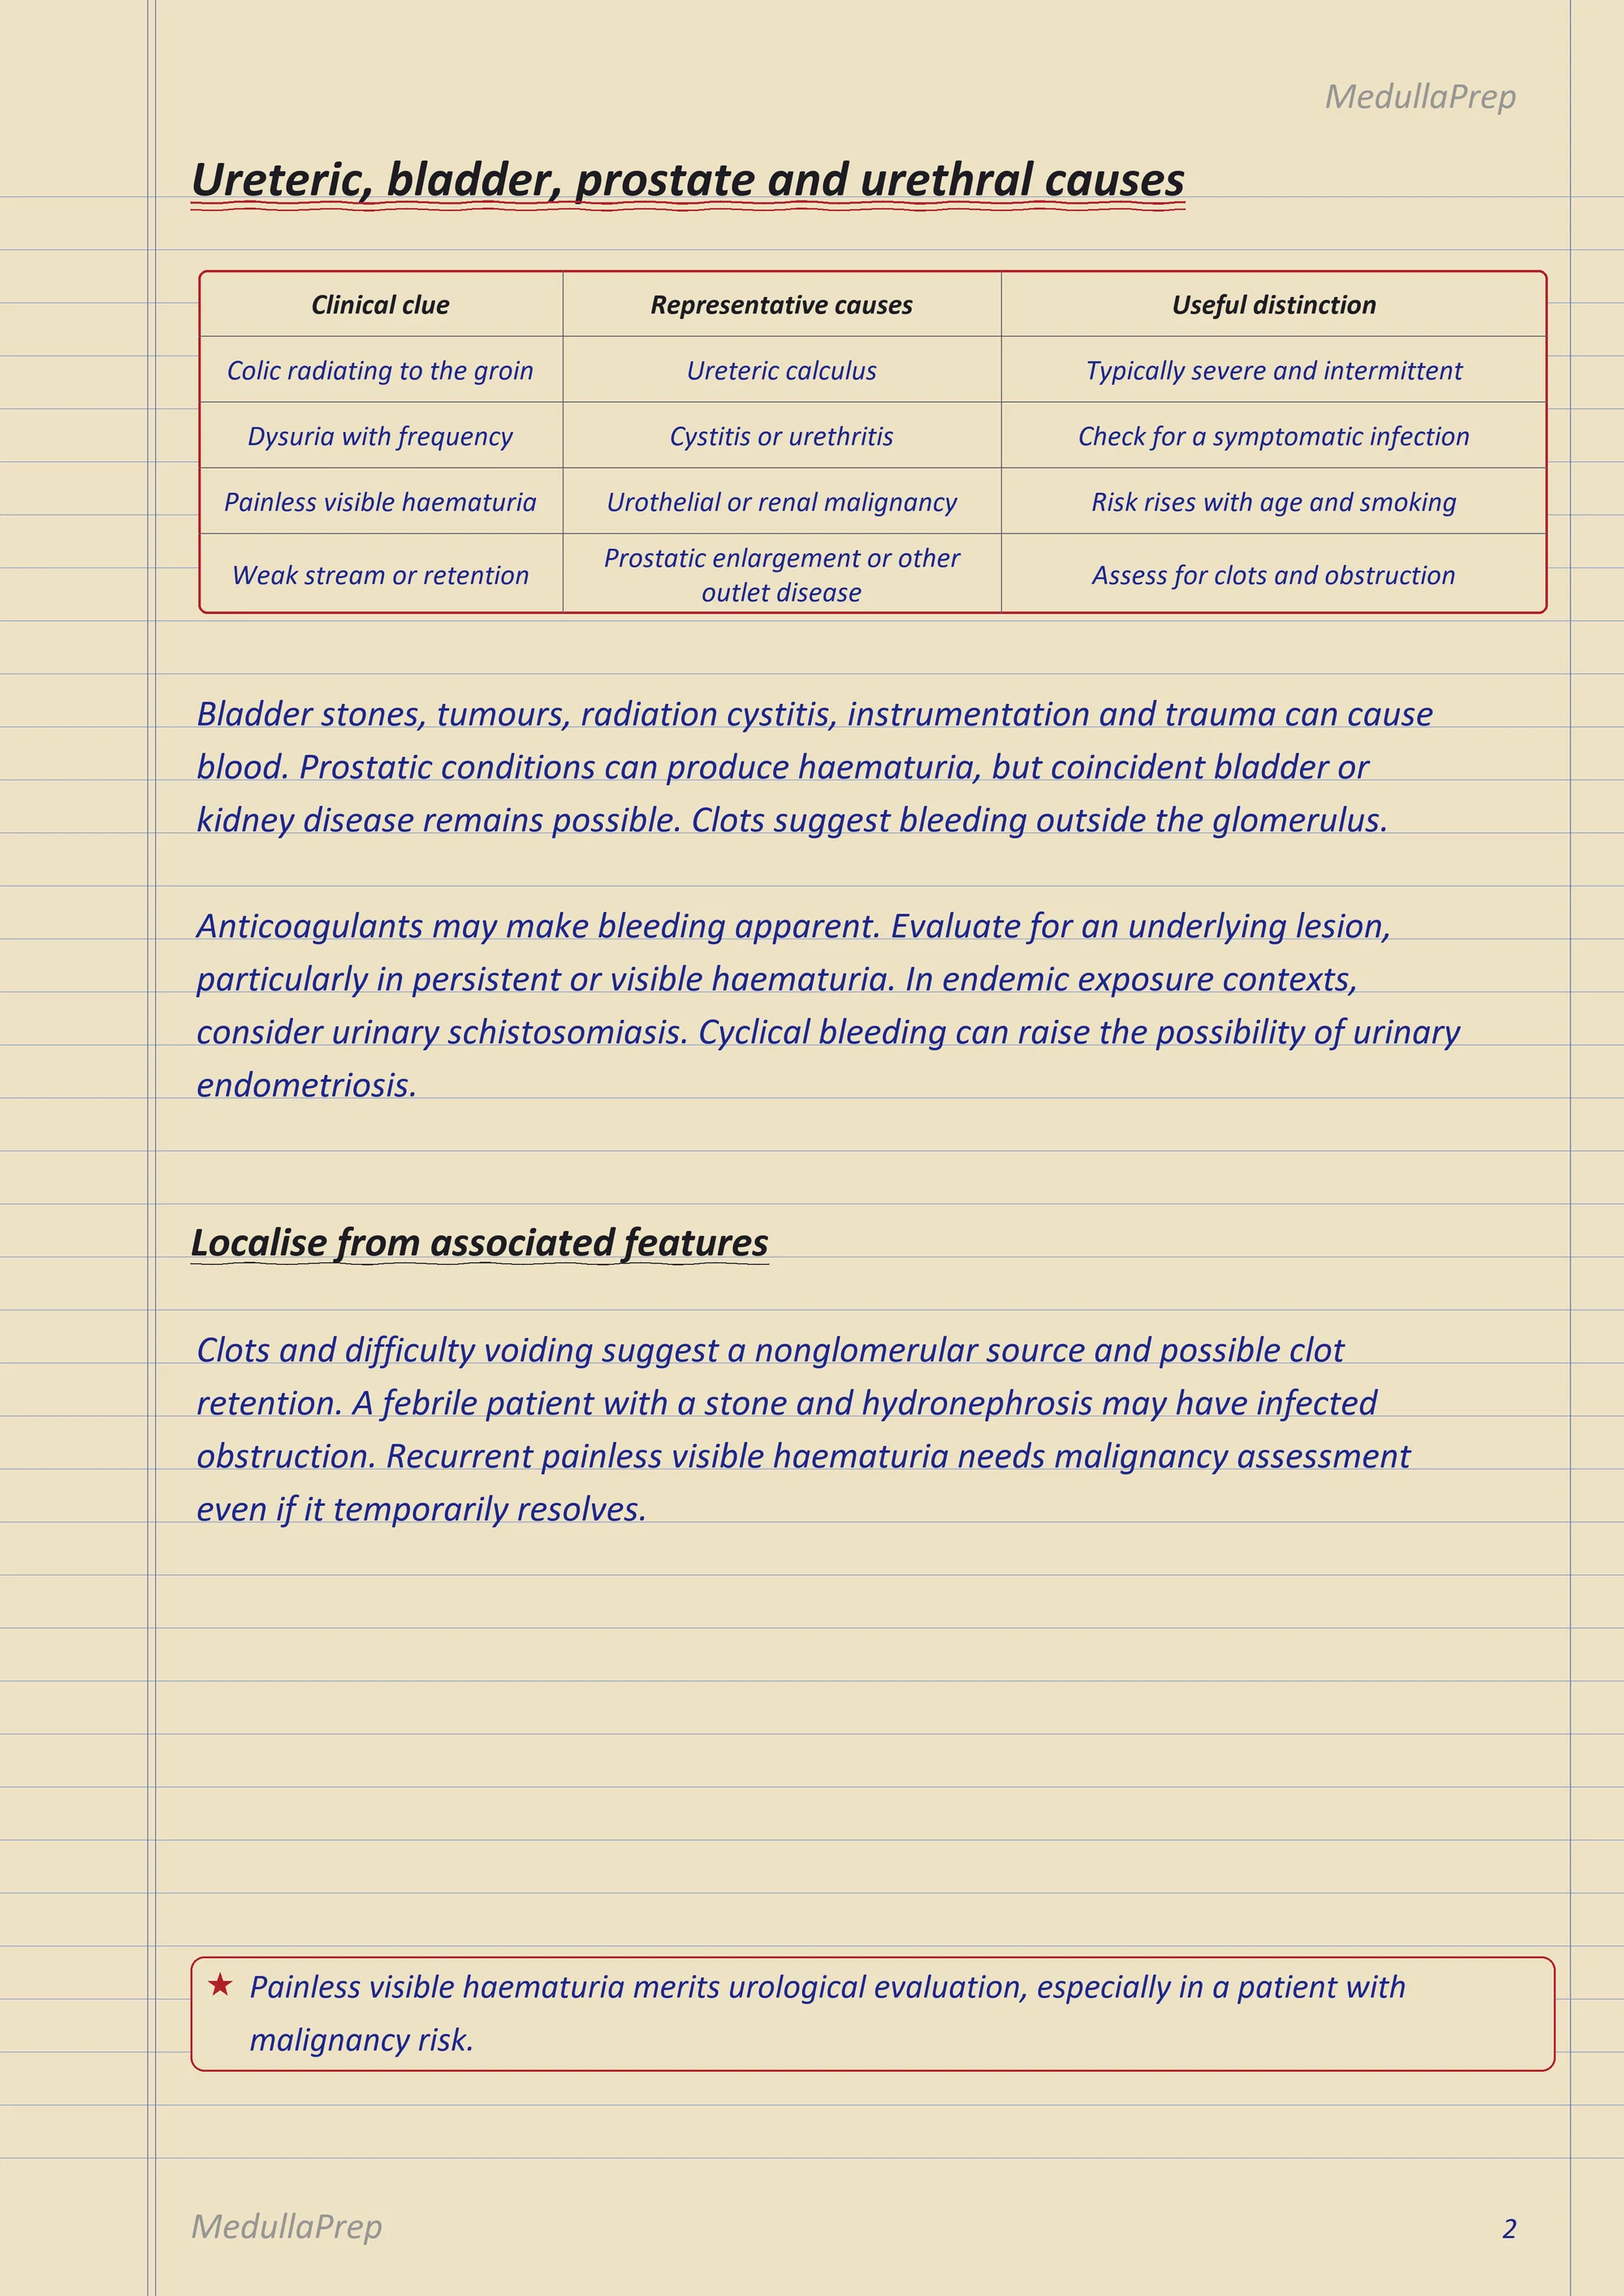 MedullaPrep
Ureteric, bladder, prostate and urethral causes
Clinical clue Representative causes Useful distinction
Colic radiating to the groin Ureteric calculus Typically severe and intermittent
Dysuria with frequency Cystitis or urethritis Check for a symptomatic infection
Painless visible haematuria Urothelial or renal malignancy Risk rises with age and smoking
Weak stream or retention Prostatic enlargement or other outlet disease Assess for clots and obstruction
Bladder stones, tumours, radiation cystitis, instrumentation and trauma can cause
blood. Prostatic conditions can produce haematuria, but coincident bladder or
kidney disease remains possible. Clots suggest bleeding outside the glomerulus.
Anticoagulants may make bleeding apparent. Evaluate for an underlying lesion,
particularly in persistent or visible haematuria. In endemic exposure contexts,
consider urinary schistosomiasis. Cyclical bleeding can raise the possibility of urinary
endometriosis.
Localise from associated features
Clots and difficulty voiding suggest a nonglomerular source and possible clot
retention. A febrile patient with a stone and hydronephrosis may have infected
obstruction. Recurrent painless visible haematuria needs malignancy assessment
even if it temporarily resolves.
★ Painless visible haematuria merits urological evaluation, especially in a patient with
malignancy risk.
MedullaPrep 2